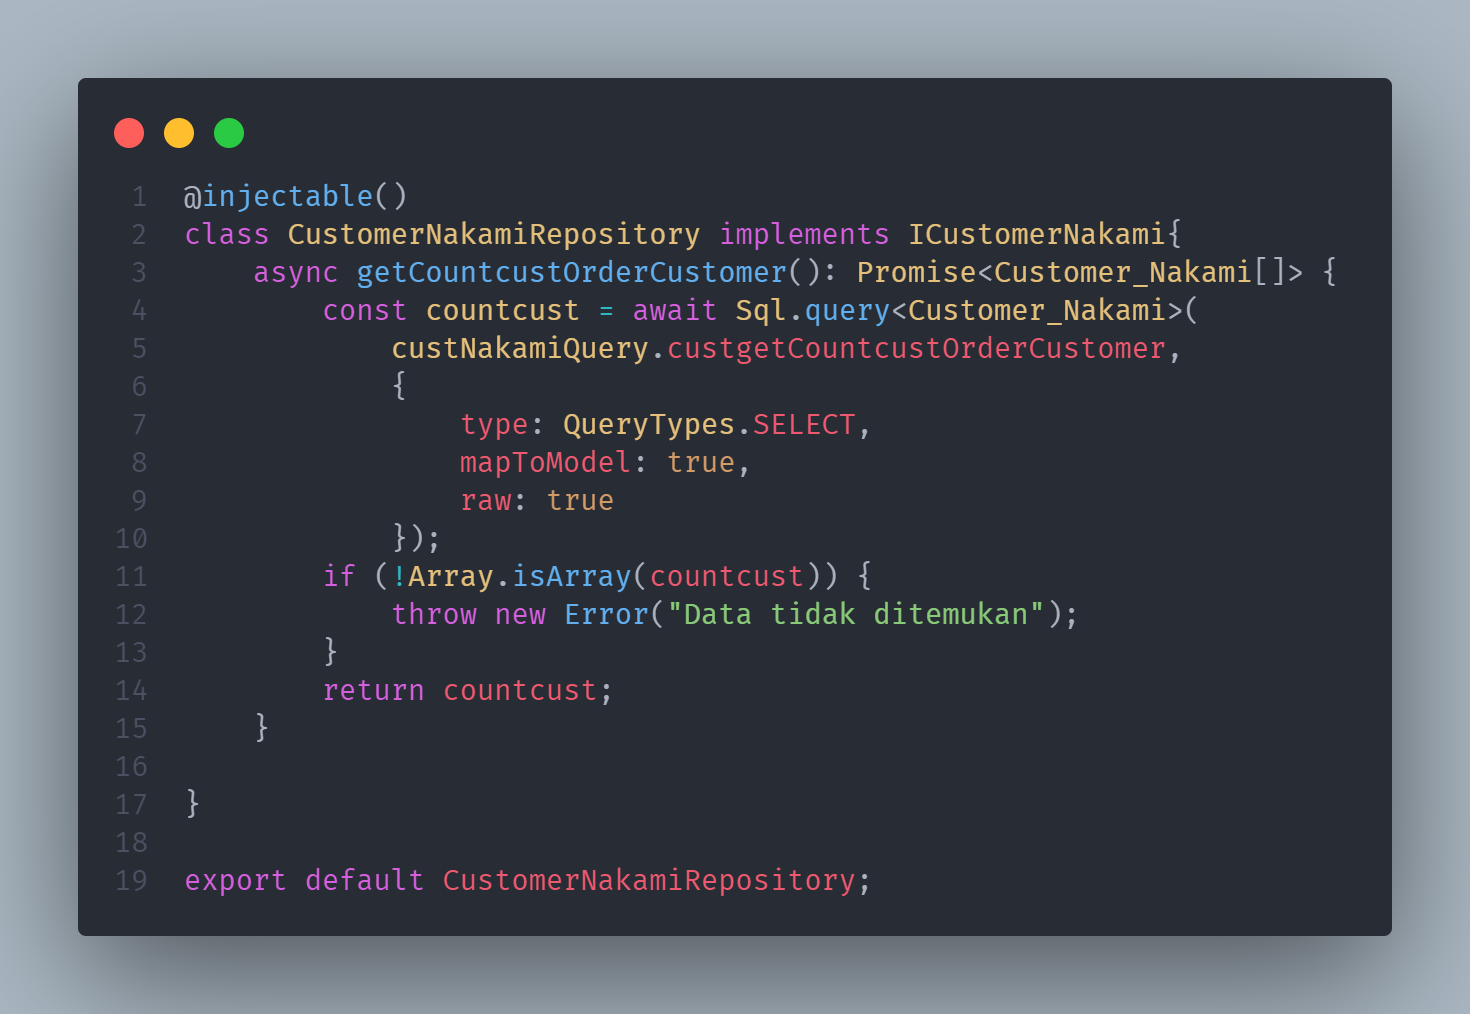 1 @injectable()
2 class CustomerNakamiRepository implements ICustomerNakami{
3     async getCountcustOrderCustomer(): Promise<Customer_Nakami[]> {
4         const countcust = await Sql.query<Customer_Nakami>(
5             custNakamiQuery.custgetCountcustOrderCustomer,
6             {
7                 type: QueryTypes.SELECT,
8                 mapToModel: true,
9                 raw: true
10             });
11         if (!Array.isArray(countcust)) {
12             throw new Error("Data tidak ditemukan");
13         }
14         return countcust;
15     }
16
17 }
18
19 export default CustomerNakamiRepository;